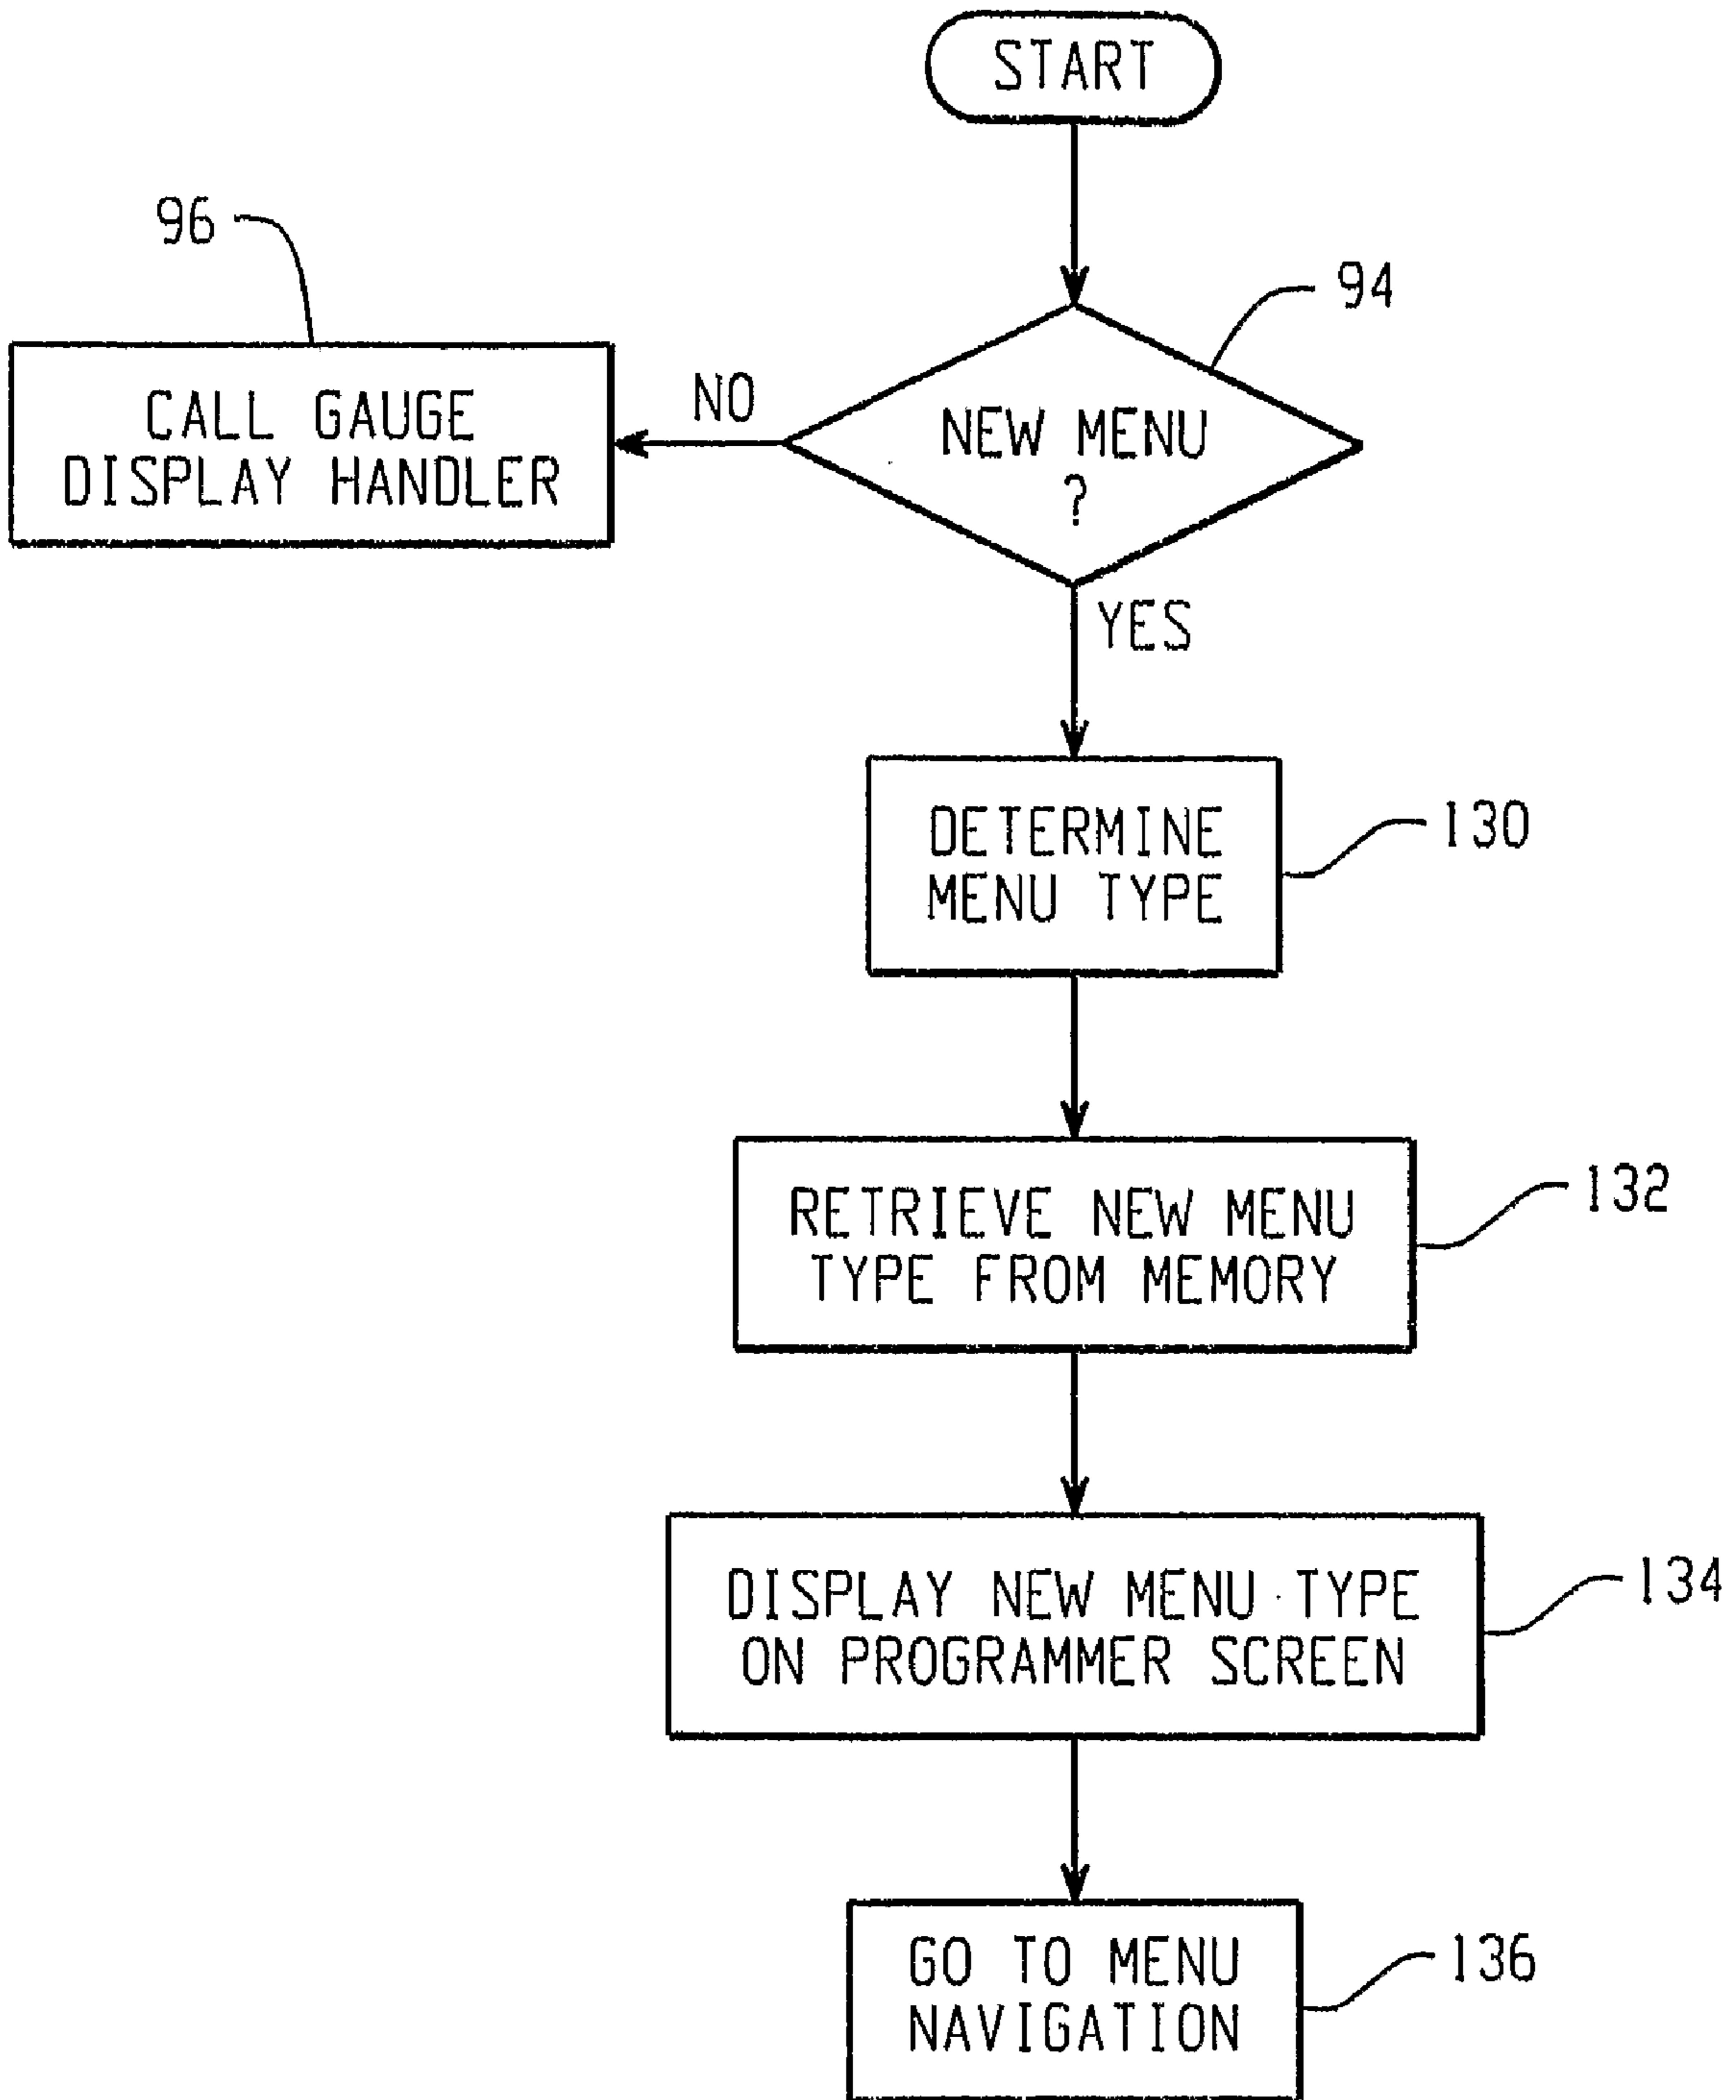 START
96
94
CALL GAUGE
DISPLAY HANDLER
NO
NEW MENU
?
YES
DETERMINE
MENU TYPE
130
RETRIEVE NEW MENU
TYPE FROM MEMORY
132
DISPLAY NEW MENU TYPE
ON PROGRAMMER SCREEN
134
GO TO MENU
NAVIGATION
136